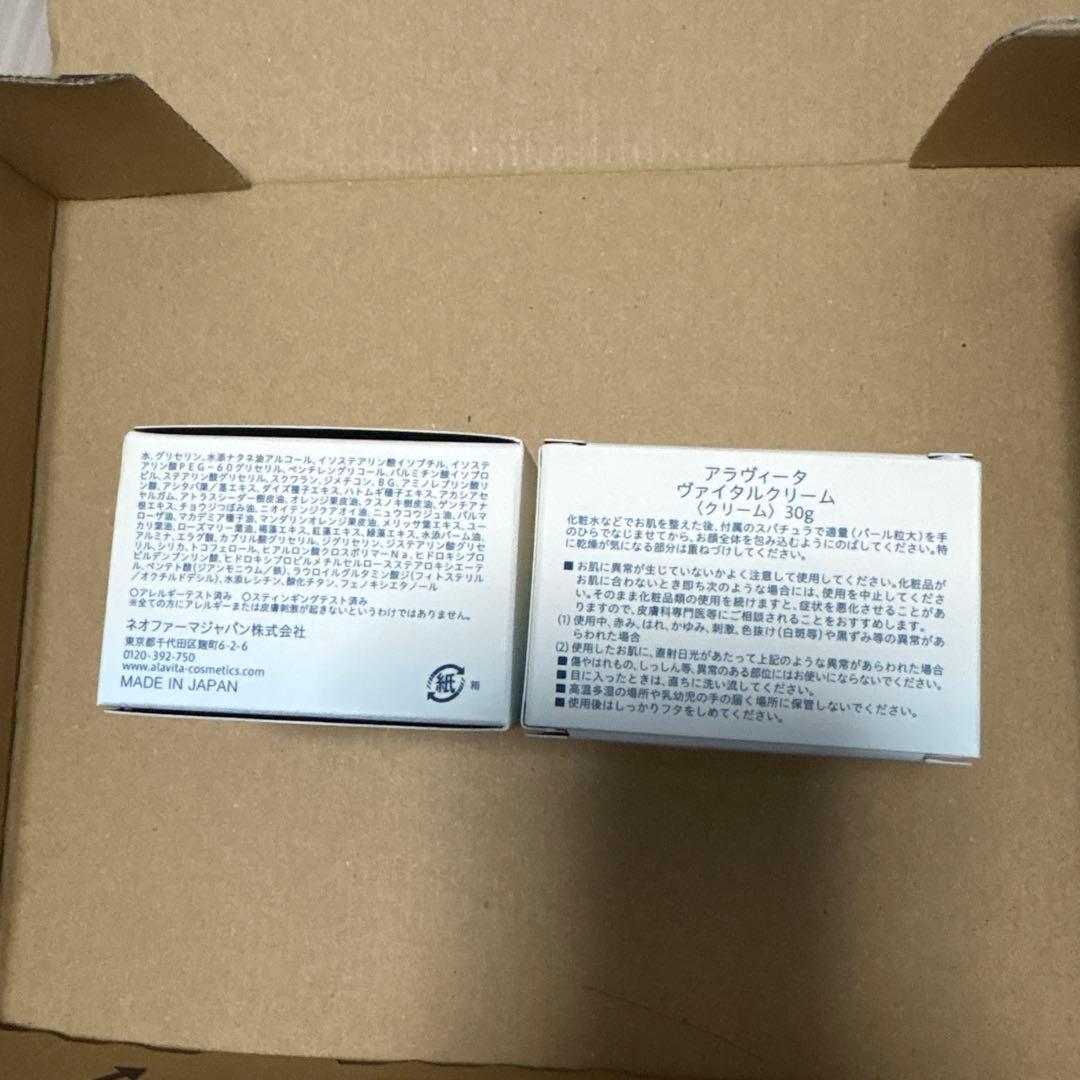 水、グリセリン、水添ナタネ油アルコール、イソステアリン酸イソブチル、イソステ
アリン酸PEG-60グリセリル、ペンチレングリコール、パルミチン酸イソプロ
ピル、ステアリン酸グリセリル、スクワラン、ジメチコン、BG、アミノレブリン酸リン
酸、アシタバ葉/茎エキス、ダイズ種子エキス、ハトムギ種子エキス、アカシアセ
ヤルガム、アトラスシーダー樹皮油、オレンジ果皮油、クスノキ樹皮油、ゲンチアナ
根エキス、チョウジつぼみ油、ニオイテンジクアオイ油、ニュウコウジュ油、パルマ
ローザ油、マカデミア種子油、マンダリンオレンジ果皮油、メリッサ葉エキス、ユー
カリ葉油、ローズマリー葉油、褐藻エキス、紅藻エキス、緑藻エキス、水添パーム油、
アルミナ、エラグ酸、カプリル酸グリセリル、ジグリセリン、ジステアリン酸グリセ
リル、シリカ、トコフェロール、ヒアルロン酸クロスポリマーNa、ヒドロキシプロ
ピルデンプンリン酸、ヒドロキシプロピルメチルセルロースステアロキシエーテ
ル、ペンテト酸(ジアンモニウム/鉄)、ラウロイルグルタミン酸ジ(フィトステリル
/オクチルドデシル)、水添レシチン、酸化チタン、フェノキシエタノール
○アレルギーテスト済み ○スティンギングテスト済み
※全ての方にアレルギーまたは皮膚刺激が起きないというわけではありません。
ネオファーマジャパン株式会社
東京都千代田区麹町6-2-6
0120-392-750
www.alavita-cosmetics.com
MADE IN JAPAN
紙 箱
アラヴィータ
ヴァイタルクリーム
〈クリーム〉30g
化粧水などでお肌を整えた後、付属のスパチュラで適量(パール粒大)を手
のひらでなじませてから、お顔全体を包み込むようにのばしてください。特
に乾燥が気になる部分は重ねづけしてください。
■お肌に異常が生じていないかよく注意して使用してください。化粧品が
お肌に合わないとき即ち次のような場合には、使用を中止してくださ
い。そのまま化粧品類の使用を続けますと、症状を悪化させることがあ
りますので、皮膚科専門医等にご相談されることをおすすめします。
(1) 使用中、赤み、はれ、かゆみ、刺激、色抜け(白斑等)や黒ずみ等の異常があ
らわれた場合
(2) 使用したお肌に、直射日光があたって上記のような異常があらわれた場合
■傷やはれもの、しっしん等、異常のある部位にはお使いにならないでください。
■目に入ったときは、直ちに洗い流してください。
■高温多湿の場所や乳幼児の手の届く場所に保管しないでください。
■使用後はしっかりフタをしめてください。